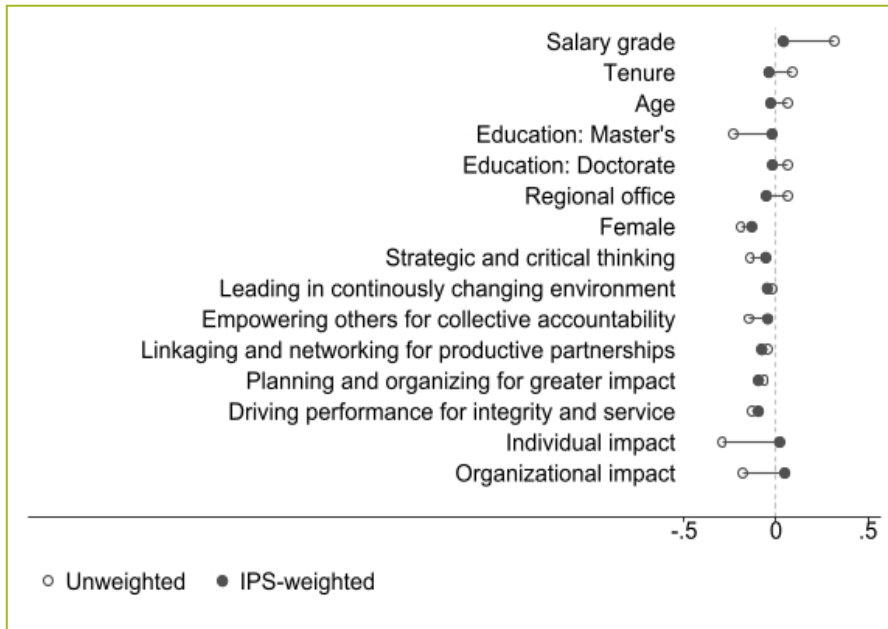 Salary grade
Tenure
Age
Education: Master's
Education: Doctorate
Regional office
Female
Strategic and critical thinking
Leading in continously changing environment
Empowering others for collective accountability
Linkaging and networking for productive partnerships
Planning and organizing for greater impact
Driving performance for integrity and service
Individual impact
Organizational impact
-.5 0 .5
Unweighted IPS-weighted